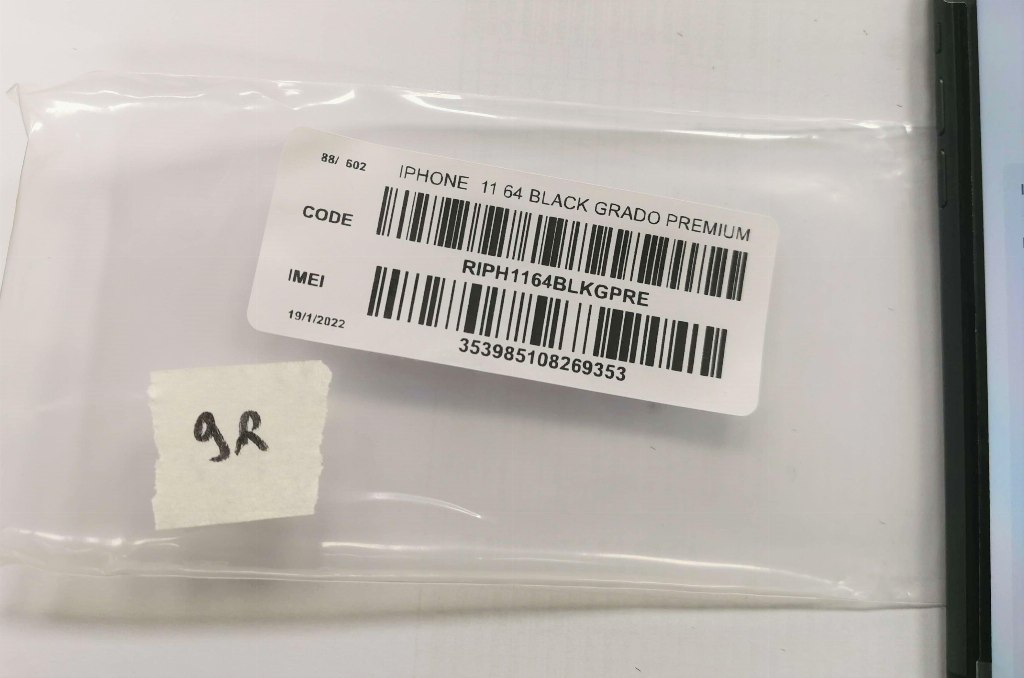 88/ 602
IPHONE 11 64 BLACK GRADO PREMIUM
CODE
RIPH1164BLKGPRE
IMEI
353985108269353
19/1/2022
9R